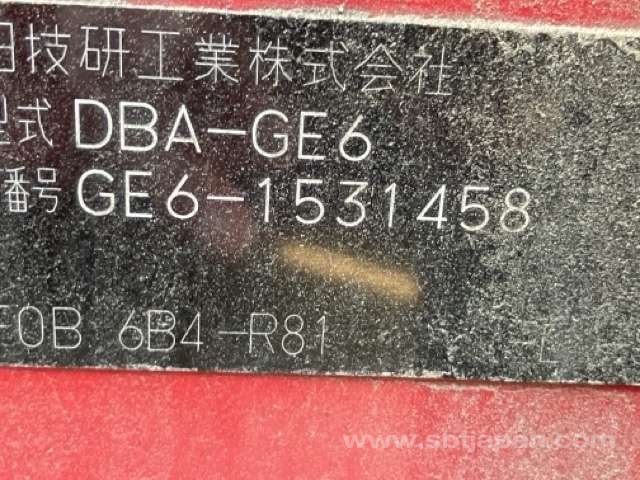 田技研工業株式会社
型式 DBA-GE6
番号 GE6-1531458
E0B 6B4-R81
www.sbtjapan.com